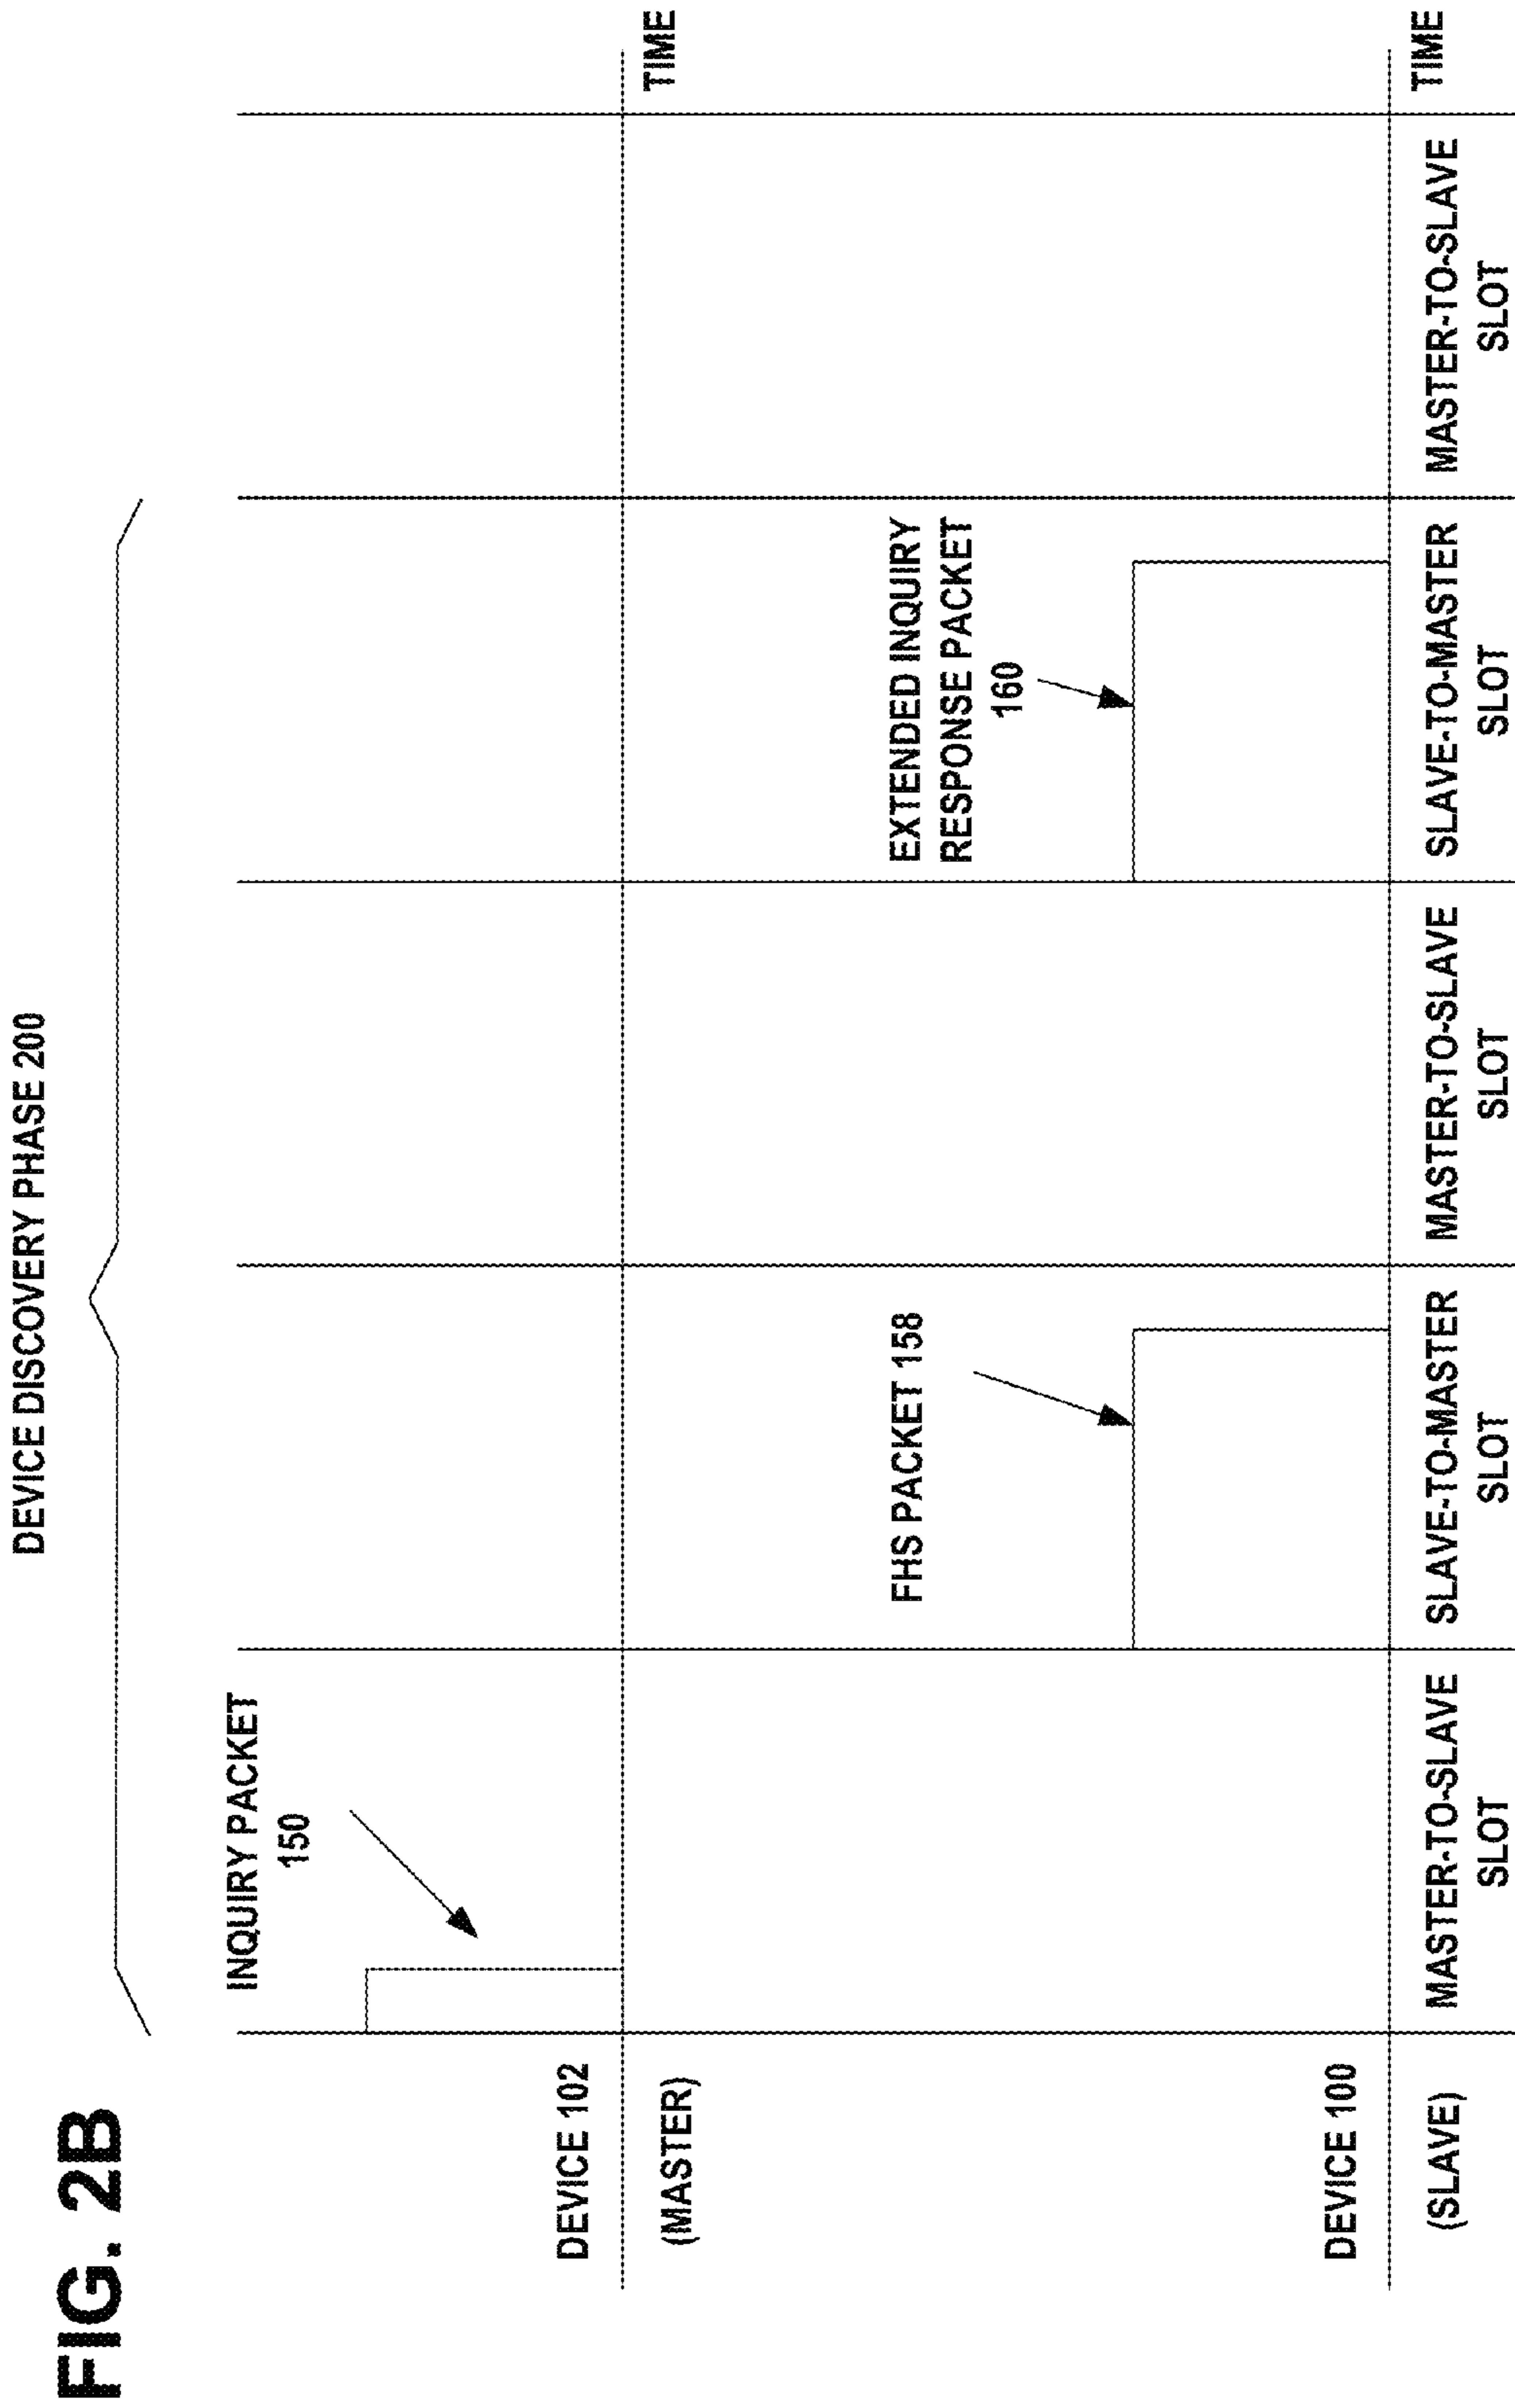 FIG. 2B
DEVICE DISCOVERY PHASE 200
INQUIRY PACKET
150
DEVICE 102
(MASTER)
TIME
FHS PACKET 158
EXTENDED INQUIRY
RESPONSE PACKET
160
DEVICE 100
(SLAVE)
TIME
MASTER-TO-SLAVE
SLOT
SLAVE-TO-MASTER
SLOT
MASTER-TO-SLAVE
SLOT
SLAVE-TO-MASTER
SLOT
MASTER-TO-SLAVE
SLOT